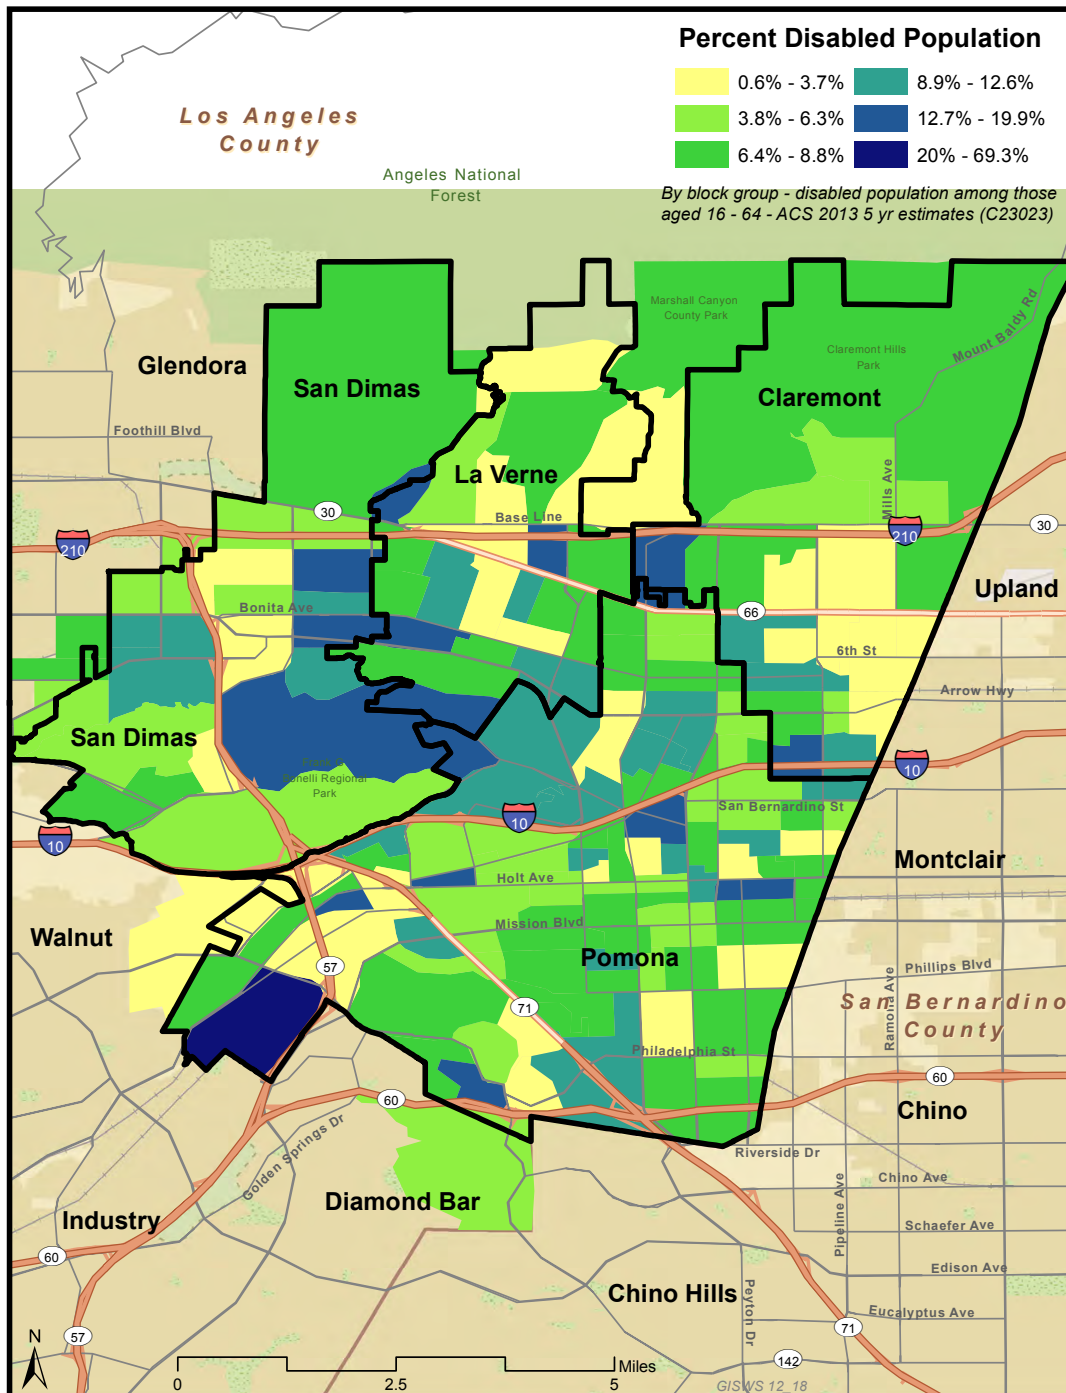 Percent Disabled Population
0.6% - 3.7%
8.9% - 12.6%
3.8% - 6.3%
12.7% - 19.9%
6.4% - 8.8%
20% - 69.3%
By block group - disabled population among those
aged 16 - 64 - ACS 2013 5 yr estimates (C23023)
Los Angeles
County
Angeles National
Forest
Marshall Canyon
County Park
Mount Baldy Rd
Claremont Hills
Park
Glendora
San Dimas
Claremont
Foothill Blvd
La Verne
Mills Ave
30
Base Line
210
210
30
Upland
Bonita Ave
66
6th St
Arrow Hwy
San Dimas
Frank G
Bonelli Regional
Park
10
10
10
San Bernardino St
Montclair
Holt Ave
Mission Blvd
Walnut
Pomona
57
Phillips Blvd
Ramona Ave
San Bernardino
County
71
Philadelphia St
60
60
Chino
Golden Springs Dr
Riverside Dr
Chino Ave
Diamond Bar
Industry
Pipeline Ave
Schaefer Ave
60
Edison Ave
Chino Hills
Peyton Dr
Eucalyptus Ave
57
71
142
N
Miles
0
2.5
5
GISWS 12_18